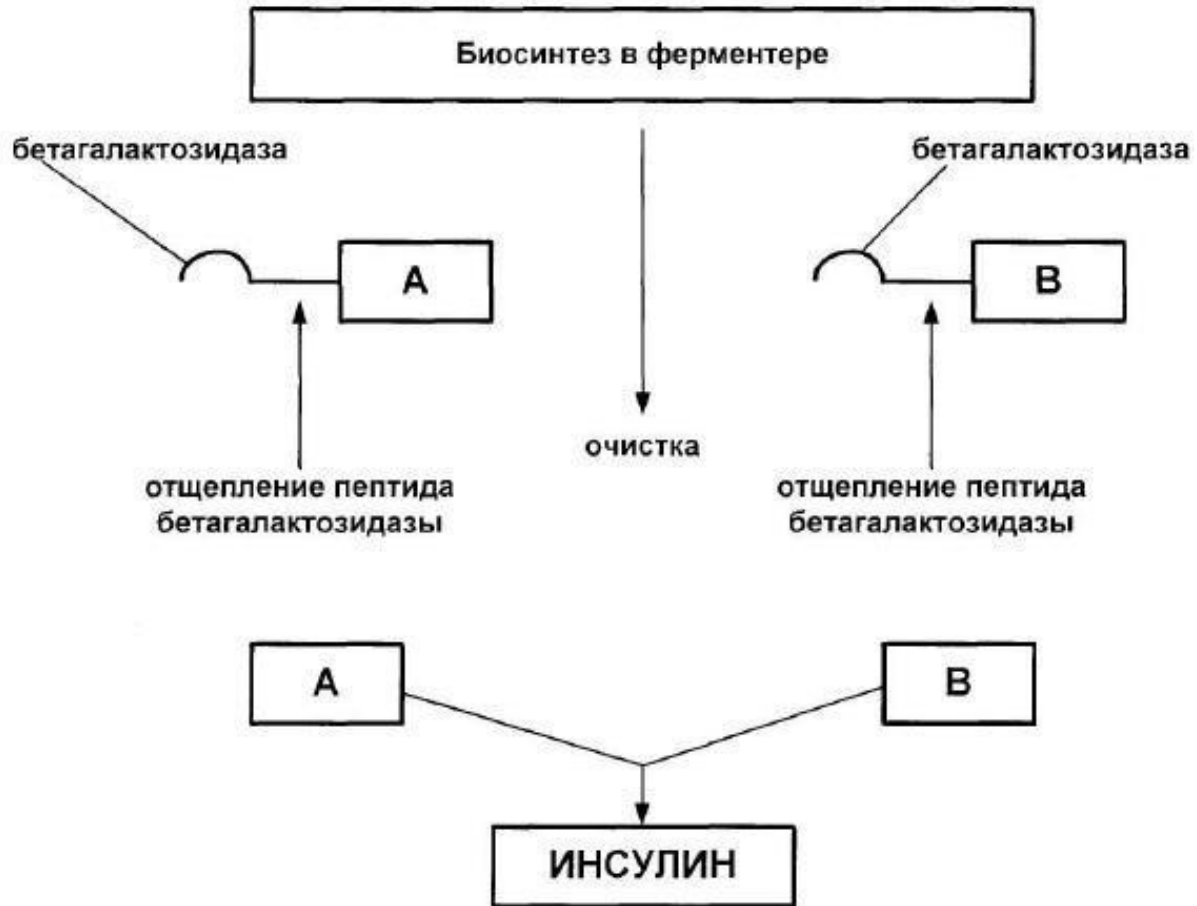 Биосинтез в ферментере
бетагалактозидаза
бетагалактозидаза
А
В
очистка
отщепление пептида
бетагалактозидазы
отщепление пептида
бетагалактозидазы
А
В
ИНСУЛИН